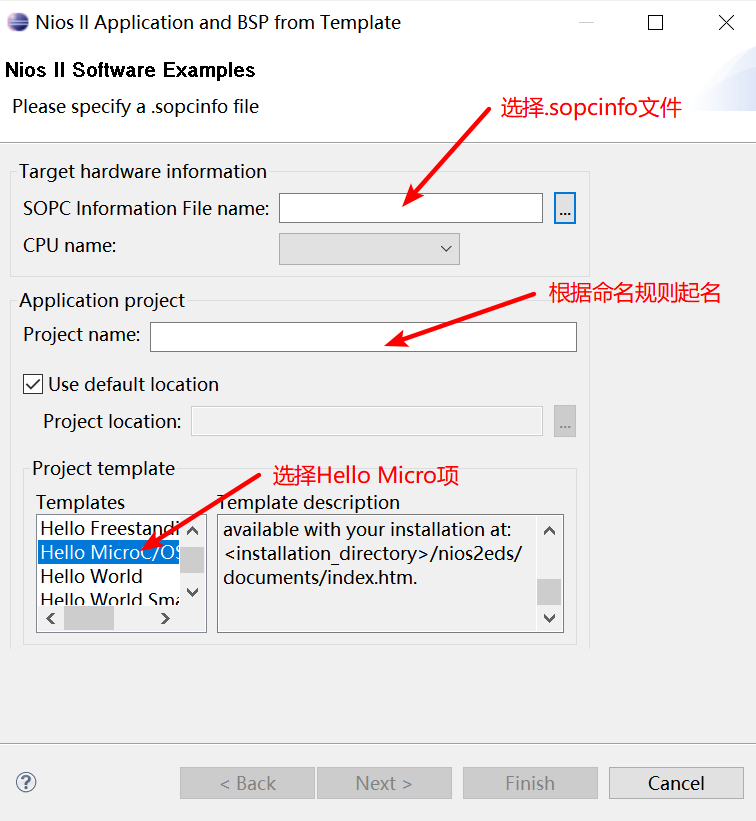 Nios II Application and BSP from Template
Nios II Software Examples
Please specify a .sopcinfo file
选择.sopcinfo文件
Target hardware information
SOPC Information File name:
...
CPU name:
Application project
根据命名规则起名
Project name:
Use default location
Project location:
...
Project template
选择Hello Micro项
Templates
Template description
Hello Freestandi
available with your installation at:
Hello MicroC/OS
<installation_directory>/nios2eds/
Hello World
documents/index.htm.
Hello World Sma
?
< Back
Next >
Finish
Cancel